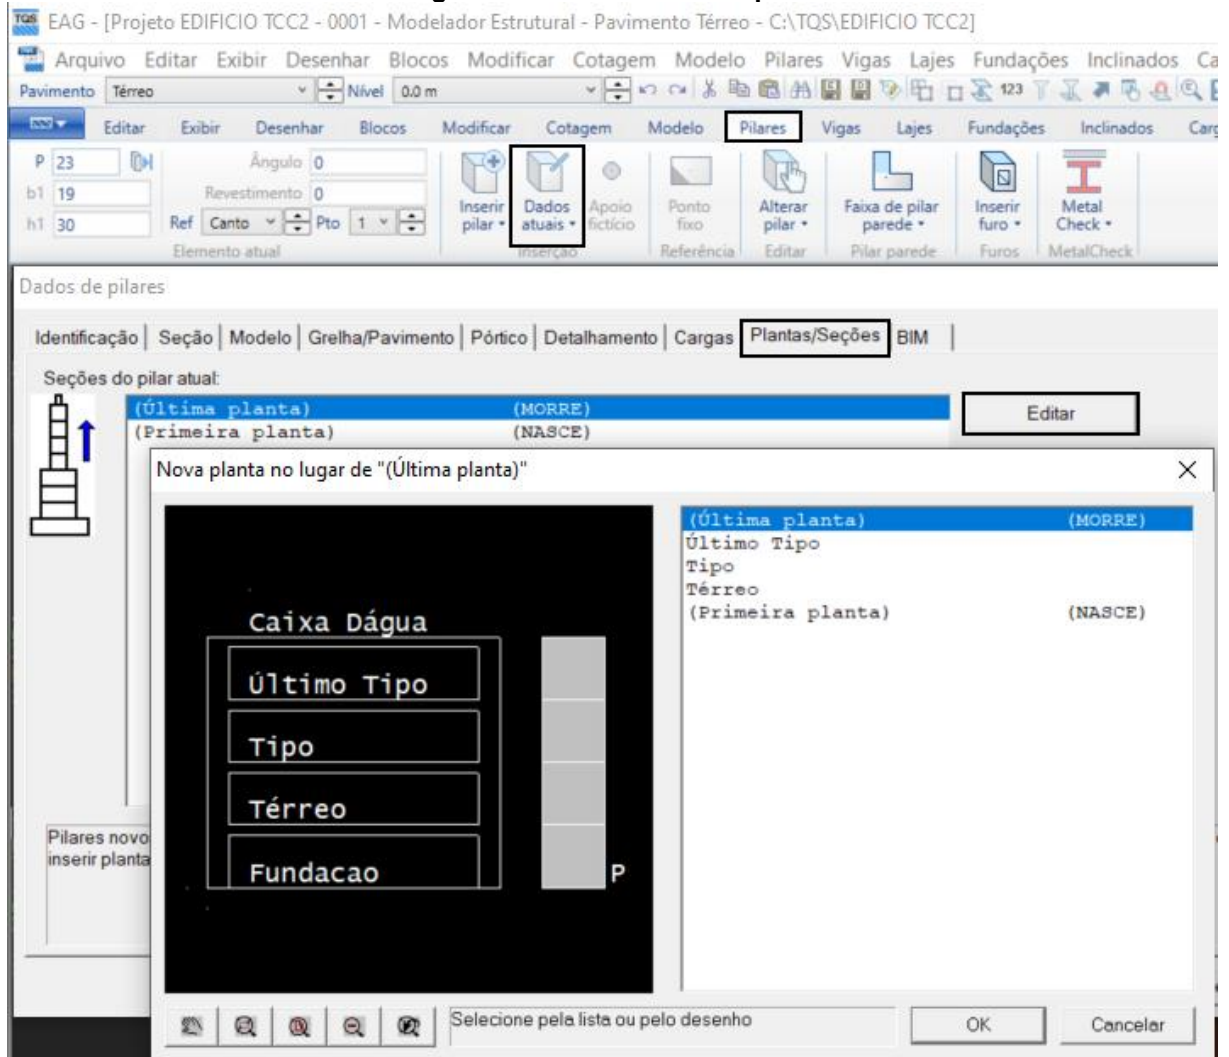 TQS EAG - [Projeto EDIFICIO TCC2 - 0001 - Modelador Estrutural - Pavimento Térreo - C:\TQS\EDIFICIO TCC2]
Arquivo Editar Exibir Desenhar Blocos Modificar Cotagem Modelo Pilares Vigas Lajes Fundações Inclinados Ca
Pavimento Térreo Nível 0.0 m 123
Editar Exibir Desenhar Blocos Modificar Cotagem Modelo Pilares Vigas Lajes Fundações Inclinados Carg
P 23 Ângulo 0
b1 19 Revestimento 0
h1 30 Ref Canto Pto 1
Inserir pilar
Dados atuais
Apoio fictício
Ponto fixo
Alterar pilar
Faixa de pilar parede
Inserir furo
Metal Check
Elemento atual Inserção Referência Editar Pilar parede Furos MetalCheck
Dados de pilares
Identificação Seção Modelo Grelha/Pavimento Pórtico Detalhamento Cargas Plantas/Seções BIM
Seções do pilar atual:
(Última planta) (MORRE)
(Primeira planta) (NASCE)
Editar
Nova planta no lugar de "(Última planta)"
Caixa Dágua
Último Tipo
Tipo
Térreo
Fundacao P
(Última planta) (MORRE)
Último Tipo
Tipo
Térreo
(Primeira planta) (NASCE)
Pilares novo
inserir planta
Selecione pela lista ou pelo desenho
OK Cancelar